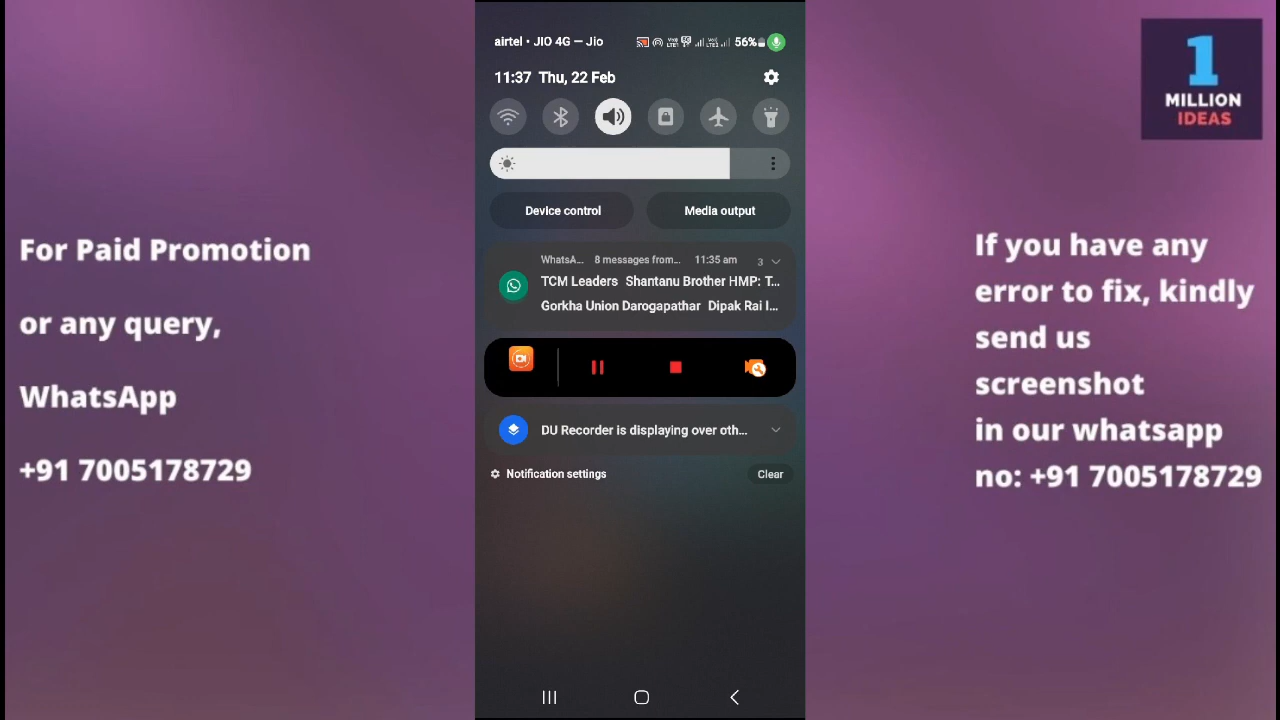 For Paid Promotion
or any query,
WhatsApp
+91 7005178729
airtel • JIO 4G — Jio
56%
11:37 Thu, 22 Feb
Device control
Media output
WhatsA... 8 messages from... 11:35 am 3
TCM Leaders Shantanu Brother HMP: T...
Gorkha Union Darogapathar Dipak Rai I...
DU Recorder is displaying over oth...
Notification settings
Clear
1
MILLION
IDEAS
If you have any
error to fix, kindly
send us
screenshot
in our whatsapp
no: +91 7005178729